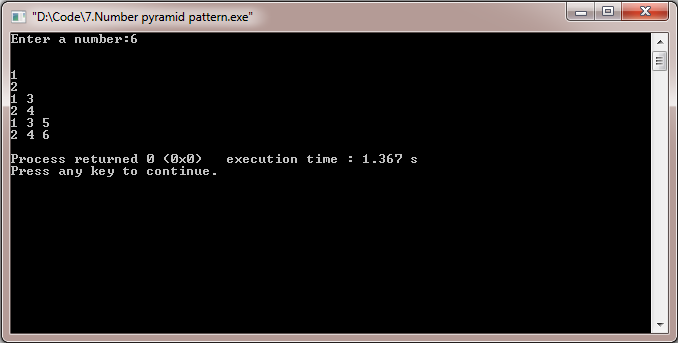 "D:\Code\7.Number pyramid pattern.exe"
Enter a number:6
1
2
1 3
2 4
1 3 5
2 4 6
Process returned 0 (0x0)   execution time : 1.367 s
Press any key to continue.